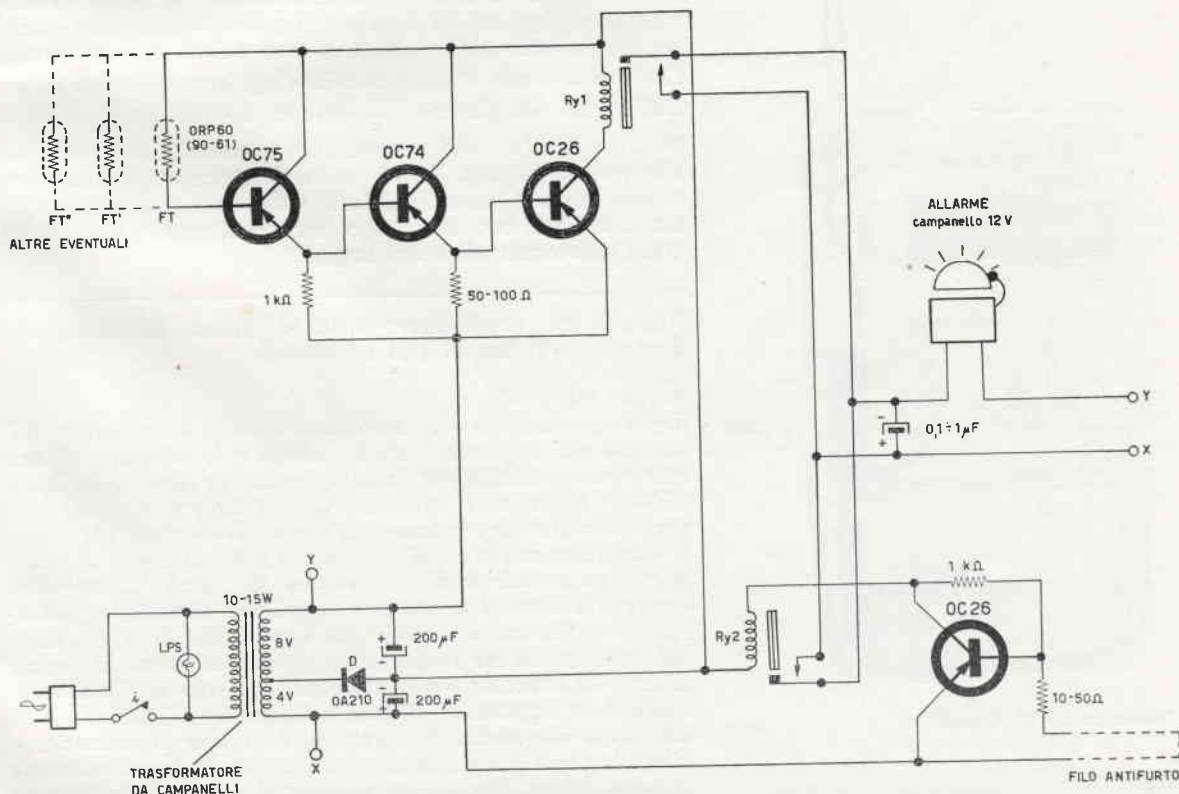 Ry1
ORP60
(90-61)
OC75
OC74
OC26
FT"
FT'
FT
ALTRE EVENTUALI
1 kΩ
50-100 Ω
ALLARME
campanello 12 V
Y
-
+
0,1÷1µF
X
Y
10-15W
LPS
8V
4V
D
OA210
+
200µF
-
-
200µF
+
X
i
TRASFORMATORE
DA CAMPANELLI
Ry2
1 kΩ
OC26
10-50Ω
FILO ANTIFURTO